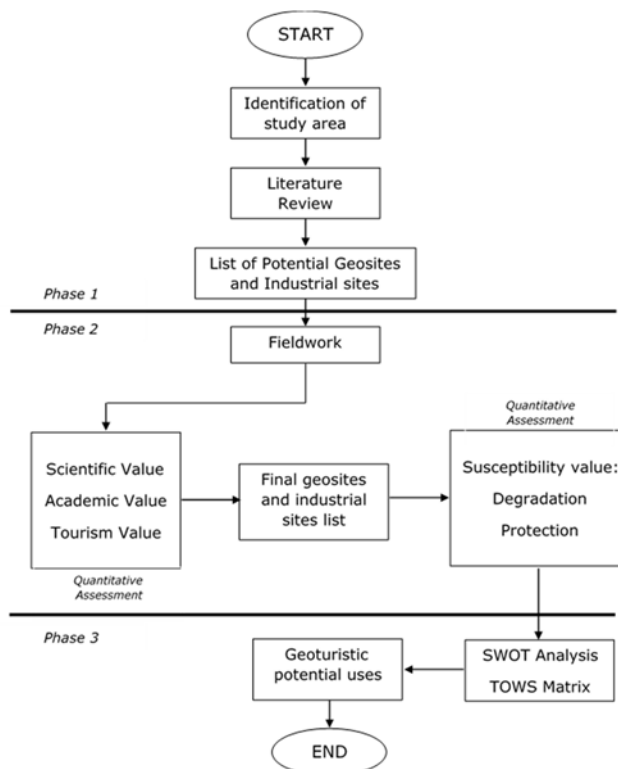 START
Identification of
study area
Literature
Review
List of Potential Geosites
and Industrial sites
Phase 1
Phase 2
Fieldwork
Scientific Value
Academic Value
Tourism Value
Quantitative
Assessment
Final geosites
and industrial
sites list
Quantitative
Assessment
Susceptibility value:
Degradation
Protection
Phase 3
SWOT Analysis
TOWS Matrix
Geoturistic
potential uses
END